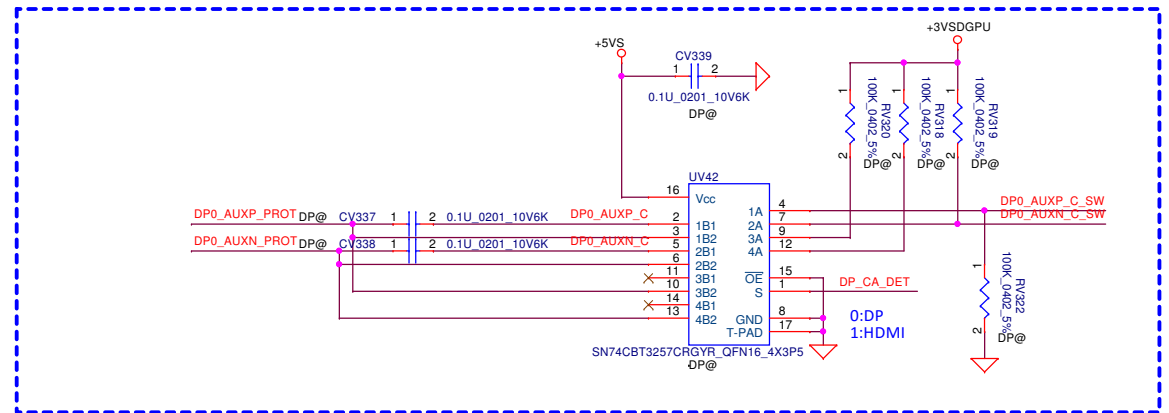 +3VSDGPU
+5VS
CV339
1 2
0.1U_0201_10V6K
DP@
1
RV320
100K_0402_5%
2
DP@
1
RV318
100K_0402_5%
2
DP@
1
RV319
100K_0402_5%
2
DP@
UV42
16 Vcc
DP0_AUXP_PROT DP@ CV337 1 2 0.1U_0201_10V6K DP0_AUXP_C 2 1B1
3 1B2
DP0_AUXN_PROT DP@ CV338 1 2 0.1U_0201_10V6K DP0_AUXN_C 5 2B1
6 2B2
11 3B1
10 3B2
14 4B1
13 4B2
1A 4 DP0_AUXP_C_SW
2A 7 DP0_AUXN_C_SW
3A 9
4A 12
OE 15
S 1 DP_CA_DET
GND 8
T-PAD 17
0:DP
1:HDMI
1
RV322
100K_0402_5%
2
DP@
SN74CBT3257CRGYR_QFN16_4X3P5
DP@